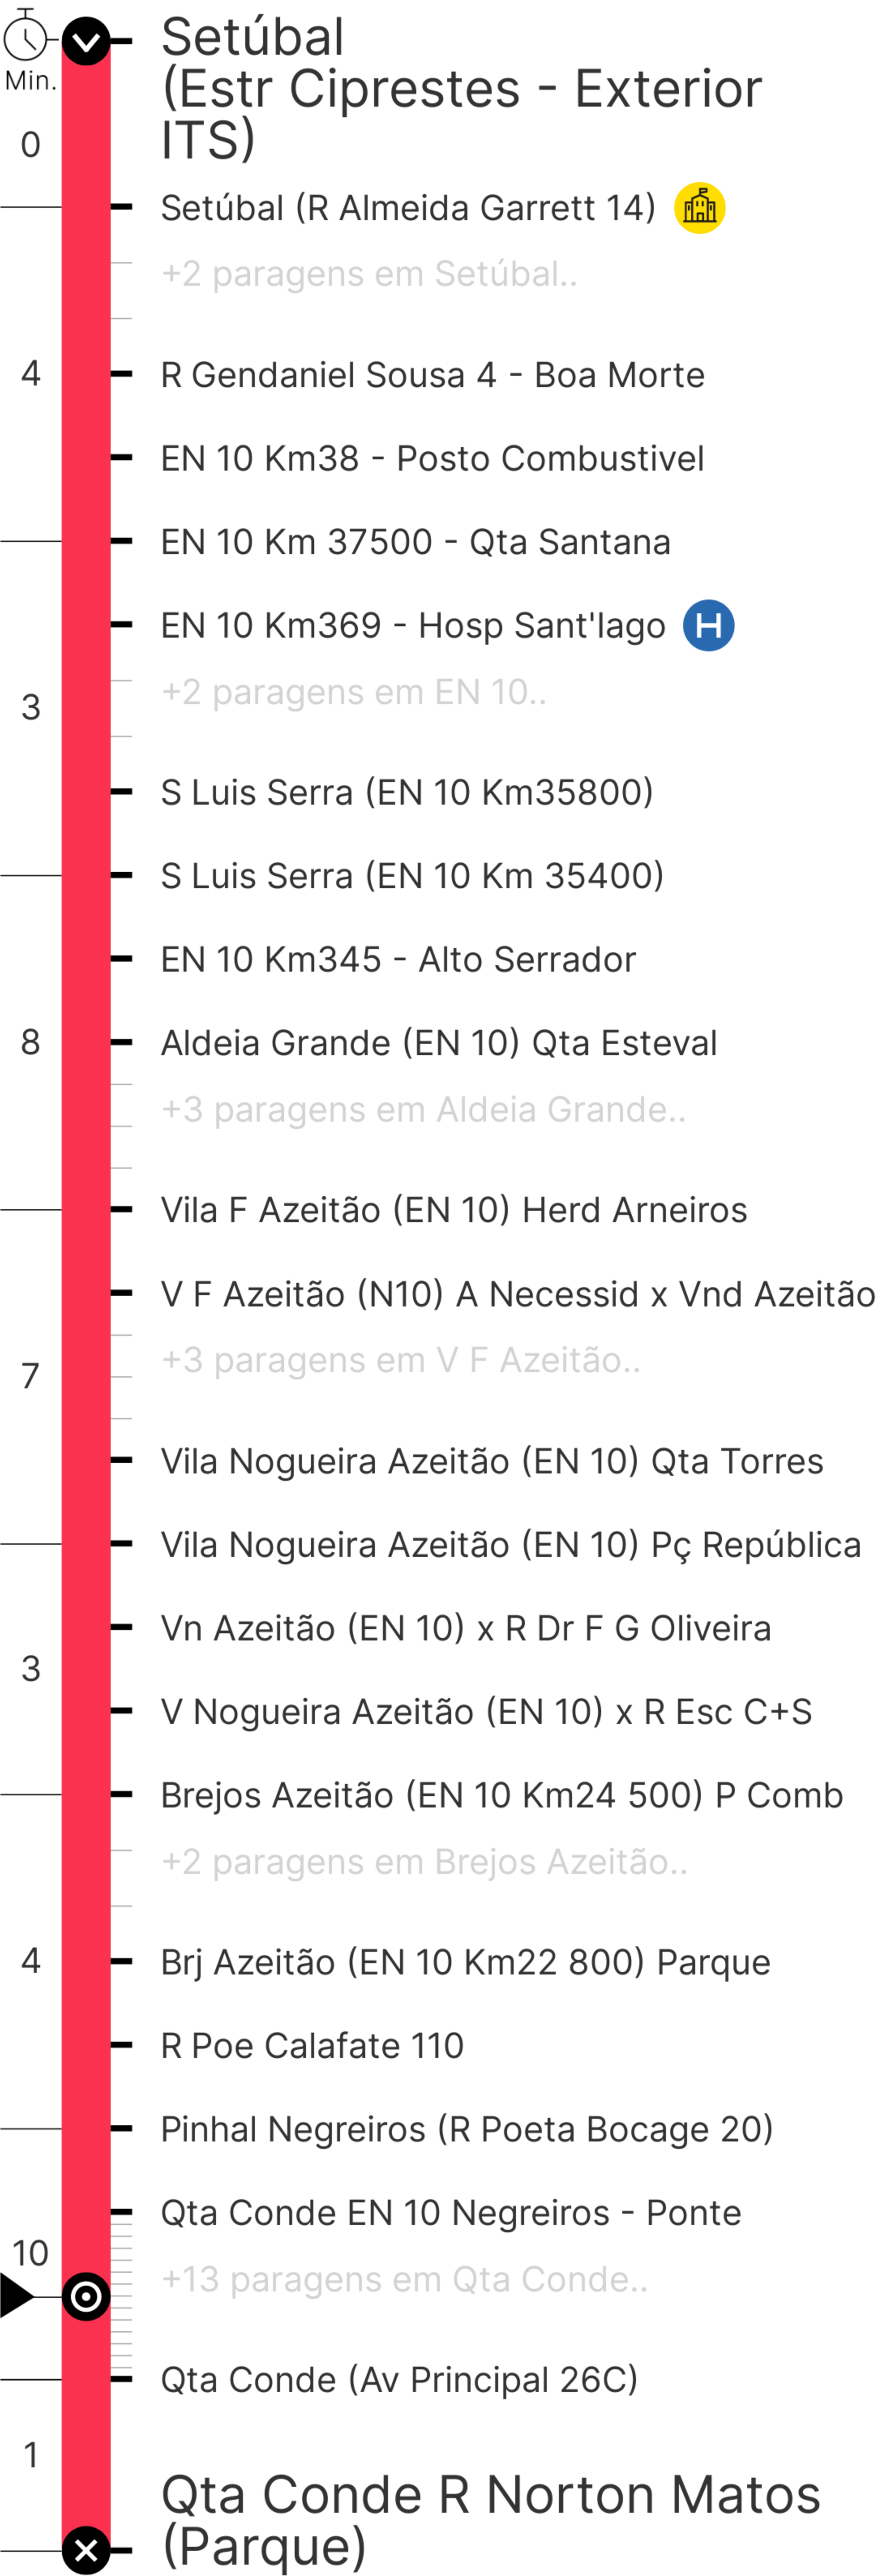 Setúbal
Min.
(Estr Ciprestes - Exterior
ITS)
0
Setúbal (R Almeida Garrett 14)
+2 paragens em Setúbal..
4
R Gendaniel Sousa 4 - Boa Morte
EN 10 Km38 - Posto Combustivel
EN 10 Km 37500 - Qta Santana
EN 10 Km369 - Hosp Sant'Iago H
+2 paragens em EN 10..
3
S Luis Serra (EN 10 Km35800)
S Luis Serra (EN 10 Km 35400)
EN 10 Km345 - Alto Serrador
8
Aldeia Grande (EN 10) Qta Esteval
+3 paragens em Aldeia Grande..
Vila F Azeitão (EN 10) Herd Arneiros
V F Azeitão (N10) A Necessid x Vnd Azeitão
+3 paragens em V F Azeitão..
7
Vila Nogueira Azeitão (EN 10) Qta Torres
Vila Nogueira Azeitão (EN 10) Pç República
Vn Azeitão (EN 10) x R Dr F G Oliveira
3
V Nogueira Azeitão (EN 10) x R Esc C+S
Brejos Azeitão (EN 10 Km24 500) P Comb
+2 paragens em Brejos Azeitão..
4
Brj Azeitão (EN 10 Km22 800) Parque
R Poe Calafate 110
Pinhal Negreiros (R Poeta Bocage 20)
Qta Conde EN 10 Negreiros - Ponte
10
+13 paragens em Qta Conde..
Qta Conde (Av Principal 26C)
1
Qta Conde R Norton Matos
(Parque)